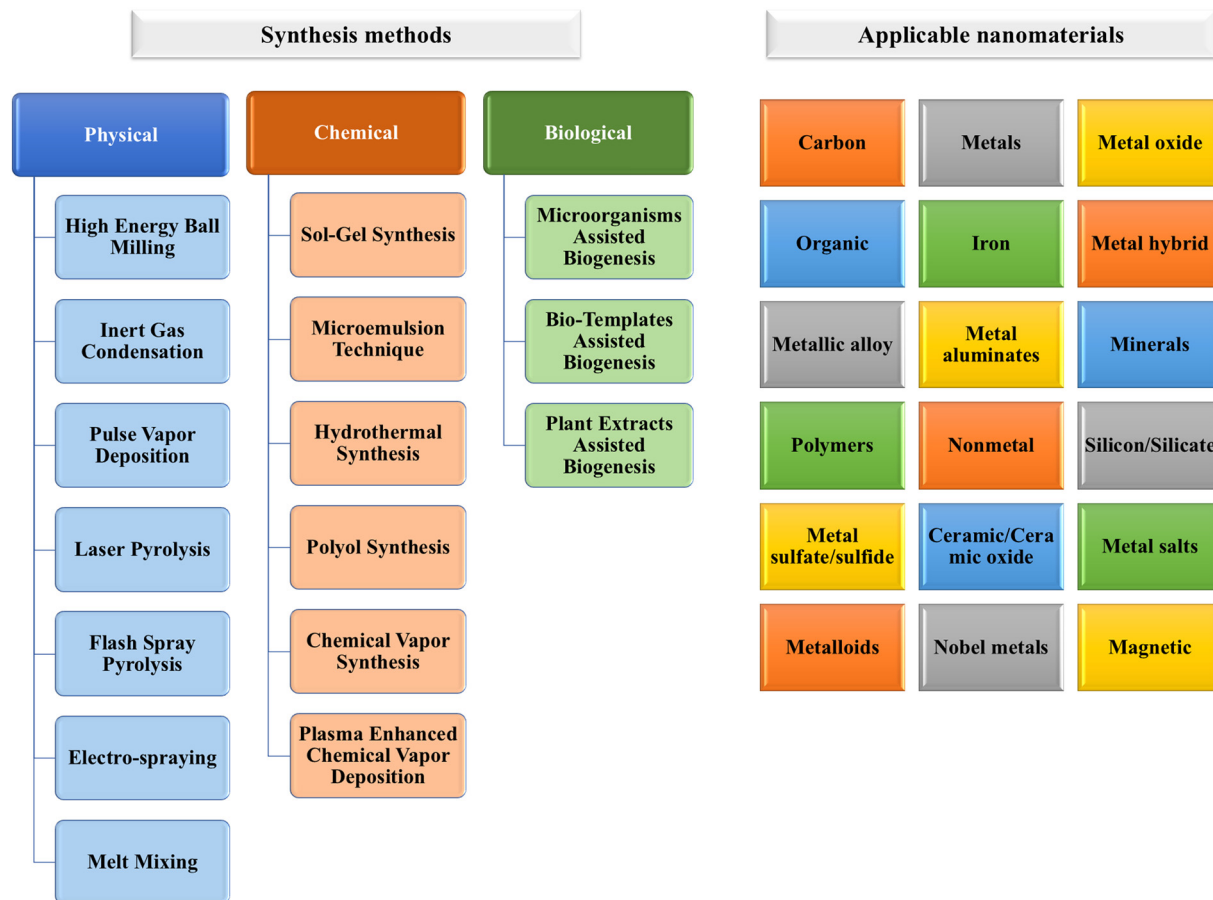 Synthesis methods
Physical
High Energy Ball
Milling
Inert Gas
Condensation
Pulse Vapor
Deposition
Laser Pyrolysis
Flash Spray
Pyrolysis
Electro-spraying
Melt Mixing
Chemical
Sol-Gel Synthesis
Microemulsion
Technique
Hydrothermal
Synthesis
Polyol Synthesis
Chemical Vapor
Synthesis
Plasma Enhanced
Chemical Vapor
Deposition
Biological
Microorganisms
Assisted
Biogenesis
Bio-Templates
Assisted
Biogenesis
Plant Extracts
Assisted
Biogenesis
Applicable nanomaterials
Carbon
Metals
Metal oxide
Organic
Iron
Metal hybrid
Metallic alloy
Metal
aluminates
Minerals
Polymers
Nonmetal
Silicon/Silicate
Metal
sulfate/sulfide
Ceramic/Cera
mic oxide
Metal salts
Metalloids
Nobel metals
Magnetic